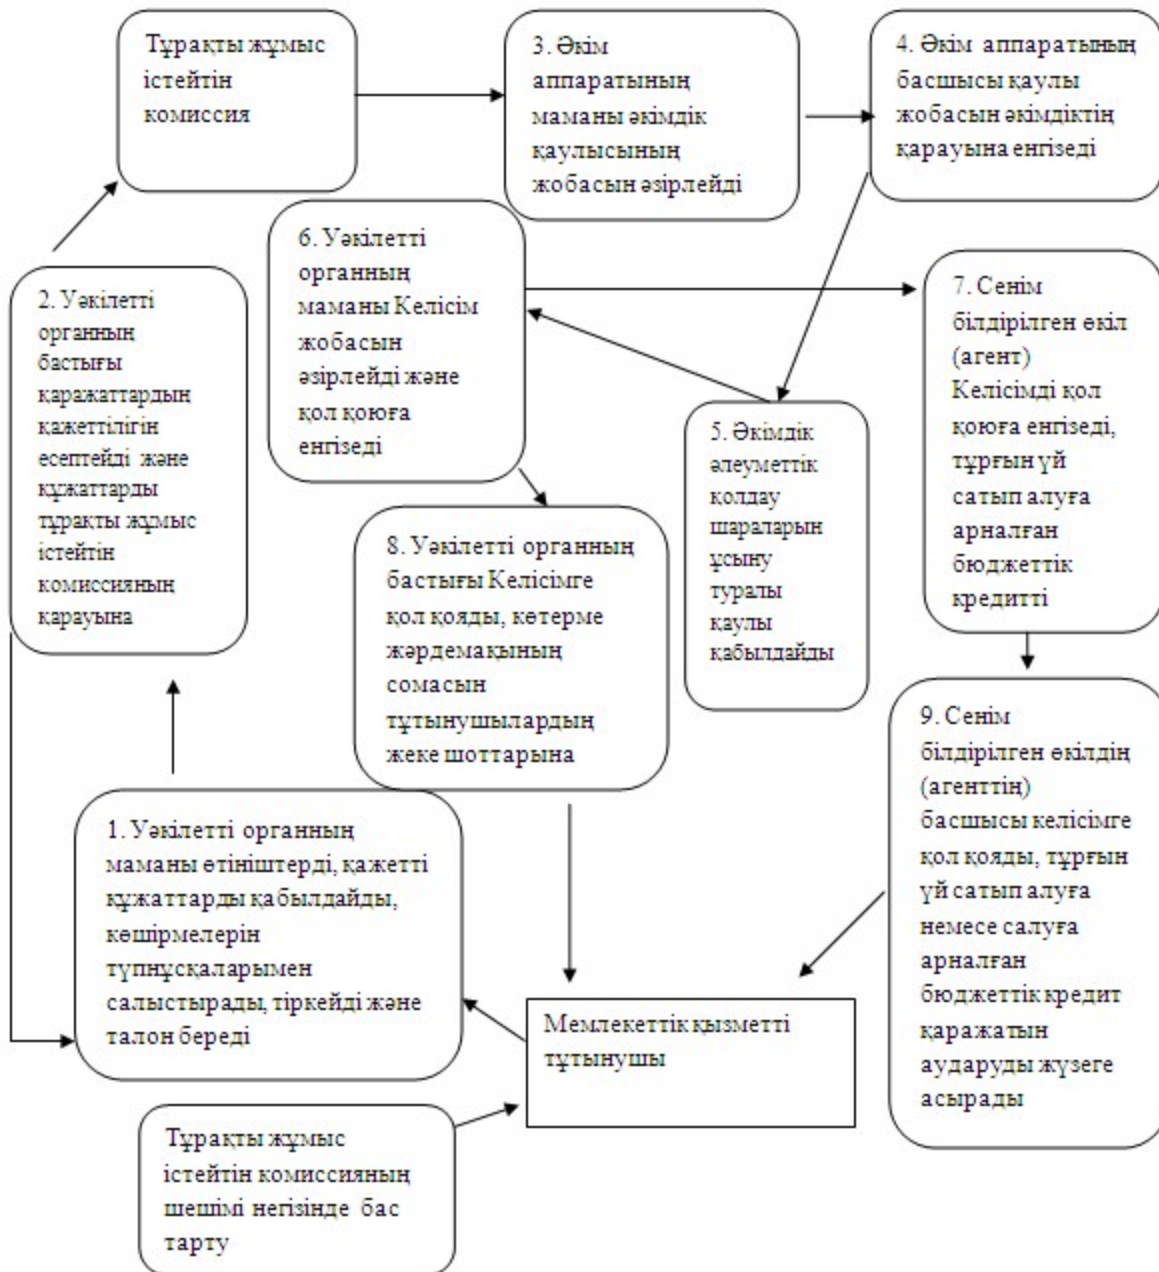 Тұрақты жұмыс
істейтін
комиссия
3. Әкім
аппаратының
маманы әкімдік
қаулысының
жобасын әзірлейді
4. Әкім аппаратының
басшысы қаулы
жобасын әкімдіктің
қарауына енгізеді
6. Уәкілетті
органның
маманы Келісім
жобасын
әзірлейді және
қол қоюға
енгізеді
7. Сенім
білдірілген өкіл
(агент)
Келісімді қол
қоюға енгізеді,
тұрғын үй
сатып алуға
арналған
бюджеттік
кредитті
2. Уәкілетті
органның
бастығы
қаражаттардың
қажеттілігін
есептейді және
құжаттарды
тұрақты жұмыс
істейтін
комиссияның
қарауына
5. Әкімдік
әлеуметтік
қолдау
шараларын
ұсыну
туралы
қаулы
қабылдайды
8. Уәкілетті органның
бастығы Келісімге
қол қояды, көтерме
жәрдемақының
сомасын
тұтынушылардың
жеке шоттарына
9. Сенім
білдірілген өкілдің
(агенттің)
басшысы келісімге
қол қояды, тұрғын
үй сатып алуға
немесе салуға
арналған
бюджеттік кредит
қаражатын
аударуды жүзеге
асырады
1. Уәкілетті органның
маманы өтініштерді, қажетті
құжаттарды қабылдайды,
көшірмелерін
түпнұсқаларымен
салыстырады, тіркейді және
талон береді
Мемлекеттік қызметті
тұтынушы
Тұрақты жұмыс
істейтін комиссияның
шешімі негізінде бас
тарту